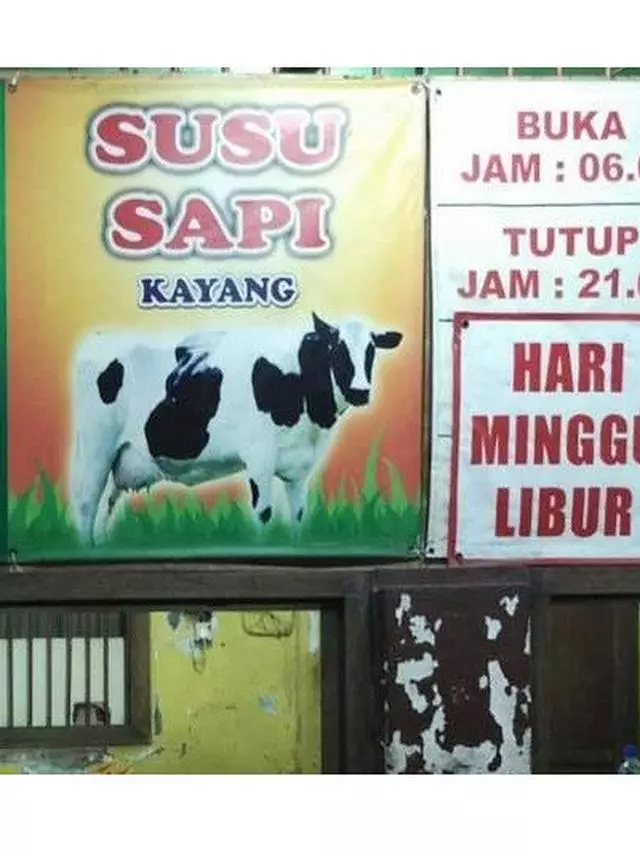 SUSU
SAPI
KAYANG
BUKA
JAM : 06.
TUTUP
JAM : 21.
HARI
MINGGU
LIBUR